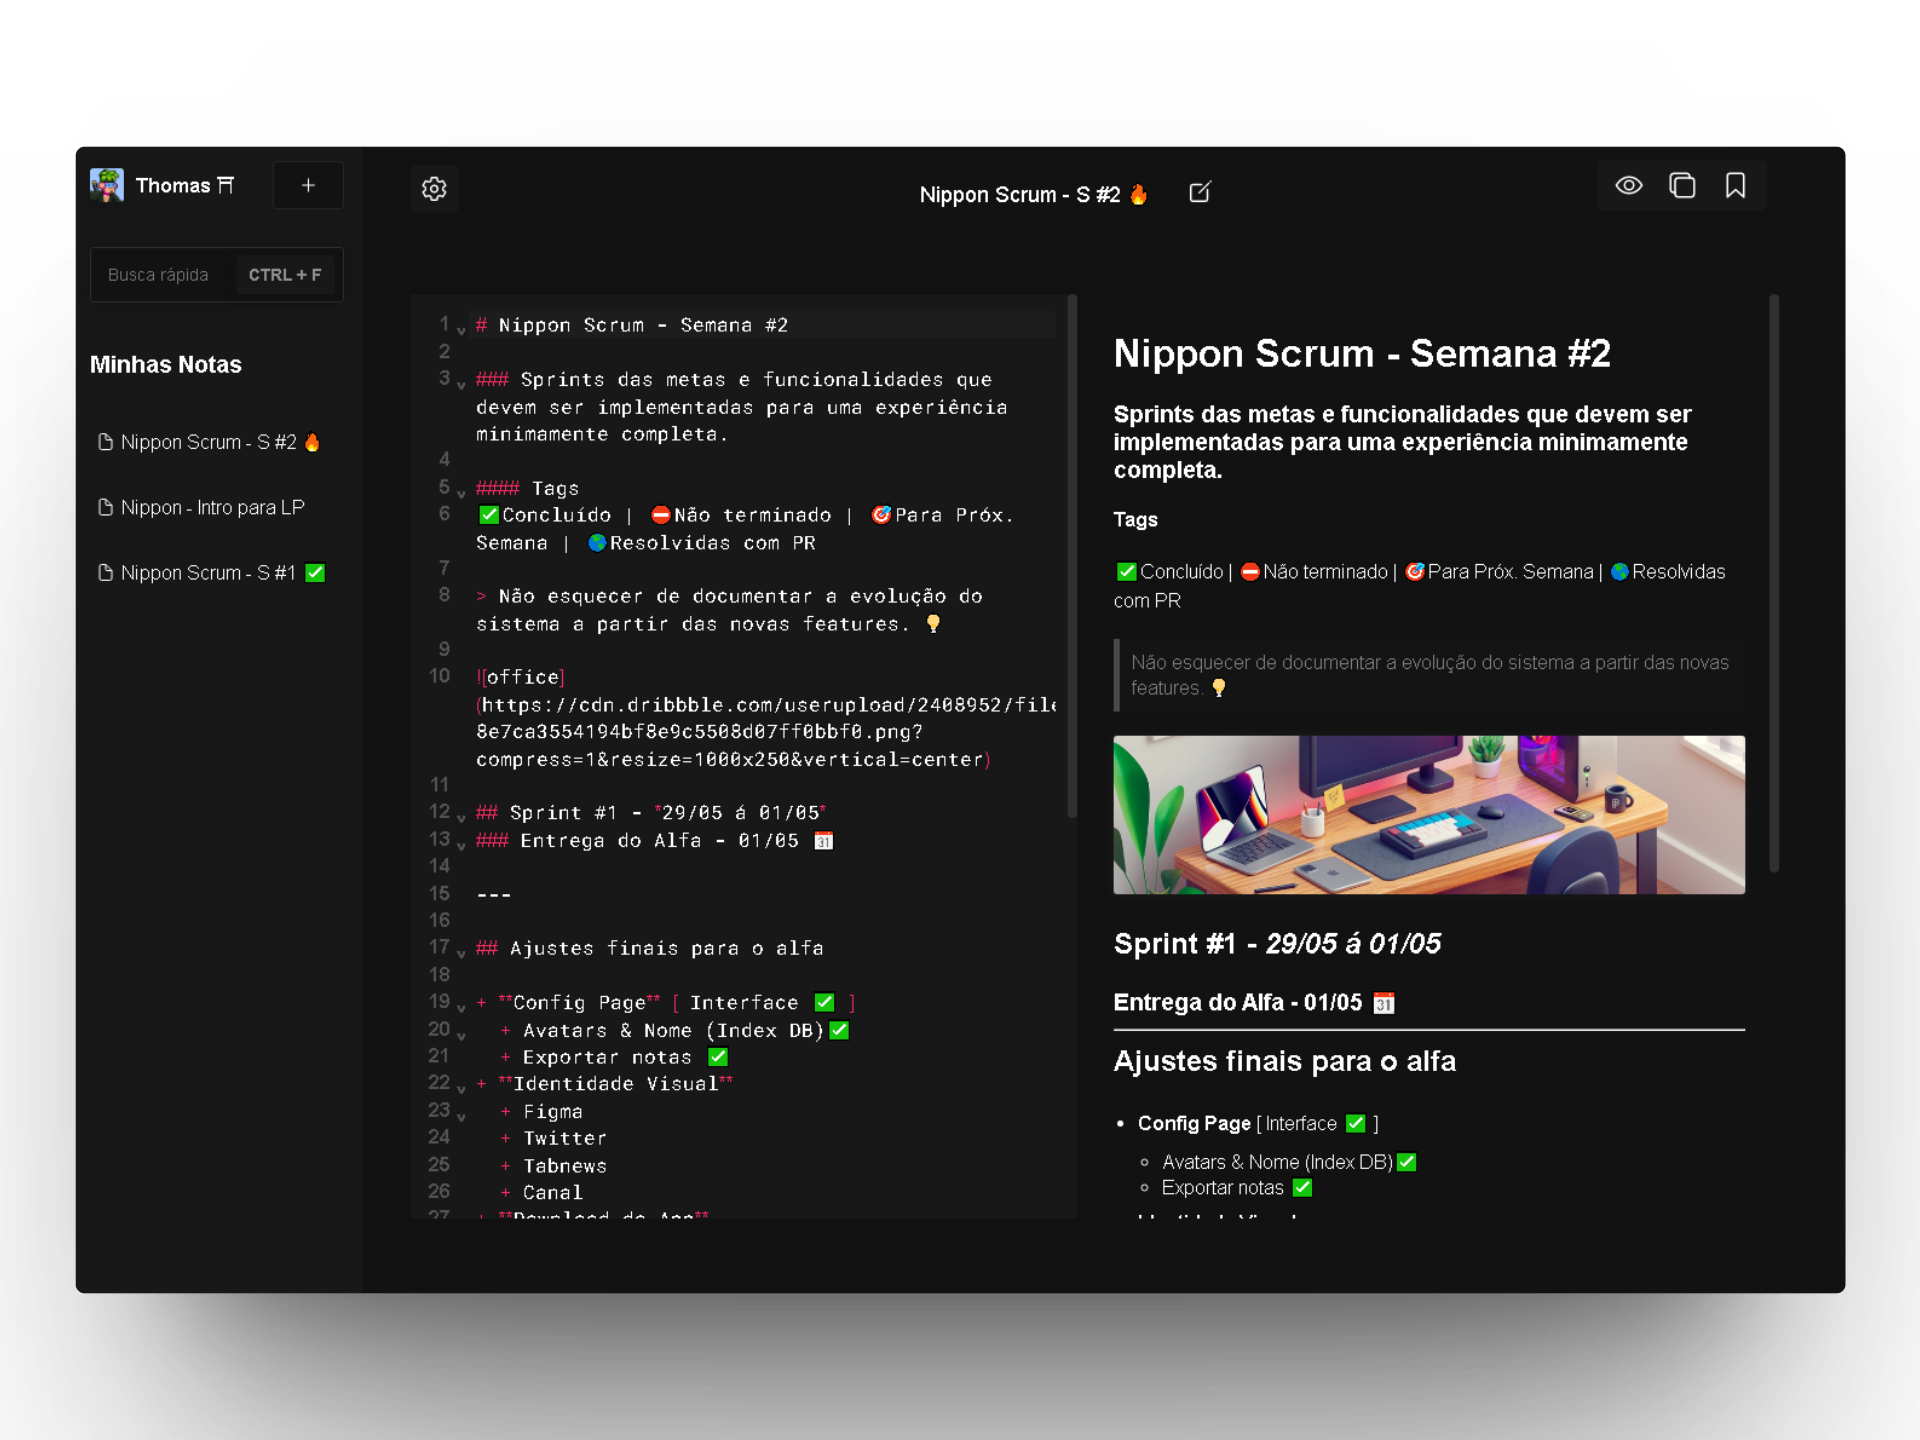 Thomas ⛩
+
Busca rápida CTRL + F
Minhas Notas
Nippon Scrum - S #2 🔥
Nippon - Intro para LP
Nippon Scrum - S #1 ✅
Nippon Scrum - S #2 🔥
1 # Nippon Scrum - Semana #2
2
3 ### Sprints das metas e funcionalidades que
devem ser implementadas para uma experiência
minimamente completa.
4
5 #### Tags
6 ✅Concluído | ⛔Não terminado | 🎯Para Próx.
Semana | 🌎Resolvidas com PR
7
8 > Não esquecer de documentar a evolução do
sistema a partir das novas features. 💡
9
10 ![office]
(https://cdn.dribbble.com/userupload/2408952/file
8e7ca3554194bf8e9c5508d07ff0bbf0.png?
compress=1&resize=1000x250&vertical=center)
11
12 ## Sprint #1 - *29/05 á 01/05*
13 ### Entrega do Alfa - 01/05 📅
14
15 ---
16
17 ## Ajustes finais para o alfa
18
19 + **Config Page** [ Interface ✅ ]
20 + Avatars & Nome (Index DB)✅
21 + Exportar notas ✅
22 + **Identidade Visual**
23 + Figma
24 + Twitter
25 + Tabnews
26 + Canal
27 + **Download do App**
Nippon Scrum - Semana #2
Sprints das metas e funcionalidades que devem ser
implementadas para uma experiência minimamente
completa.
Tags
✅Concluído | ⛔Não terminado | 🎯Para Próx. Semana | 🌎Resolvidas
com PR
Não esquecer de documentar a evolução do sistema a partir das novas
features. 💡
Sprint #1 - 29/05 á 01/05
Entrega do Alfa - 01/05 📅
Ajustes finais para o alfa
• Config Page [ Interface ✅ ]
◦ Avatars & Nome (Index DB)✅
◦ Exportar notas ✅
Identidade Visual